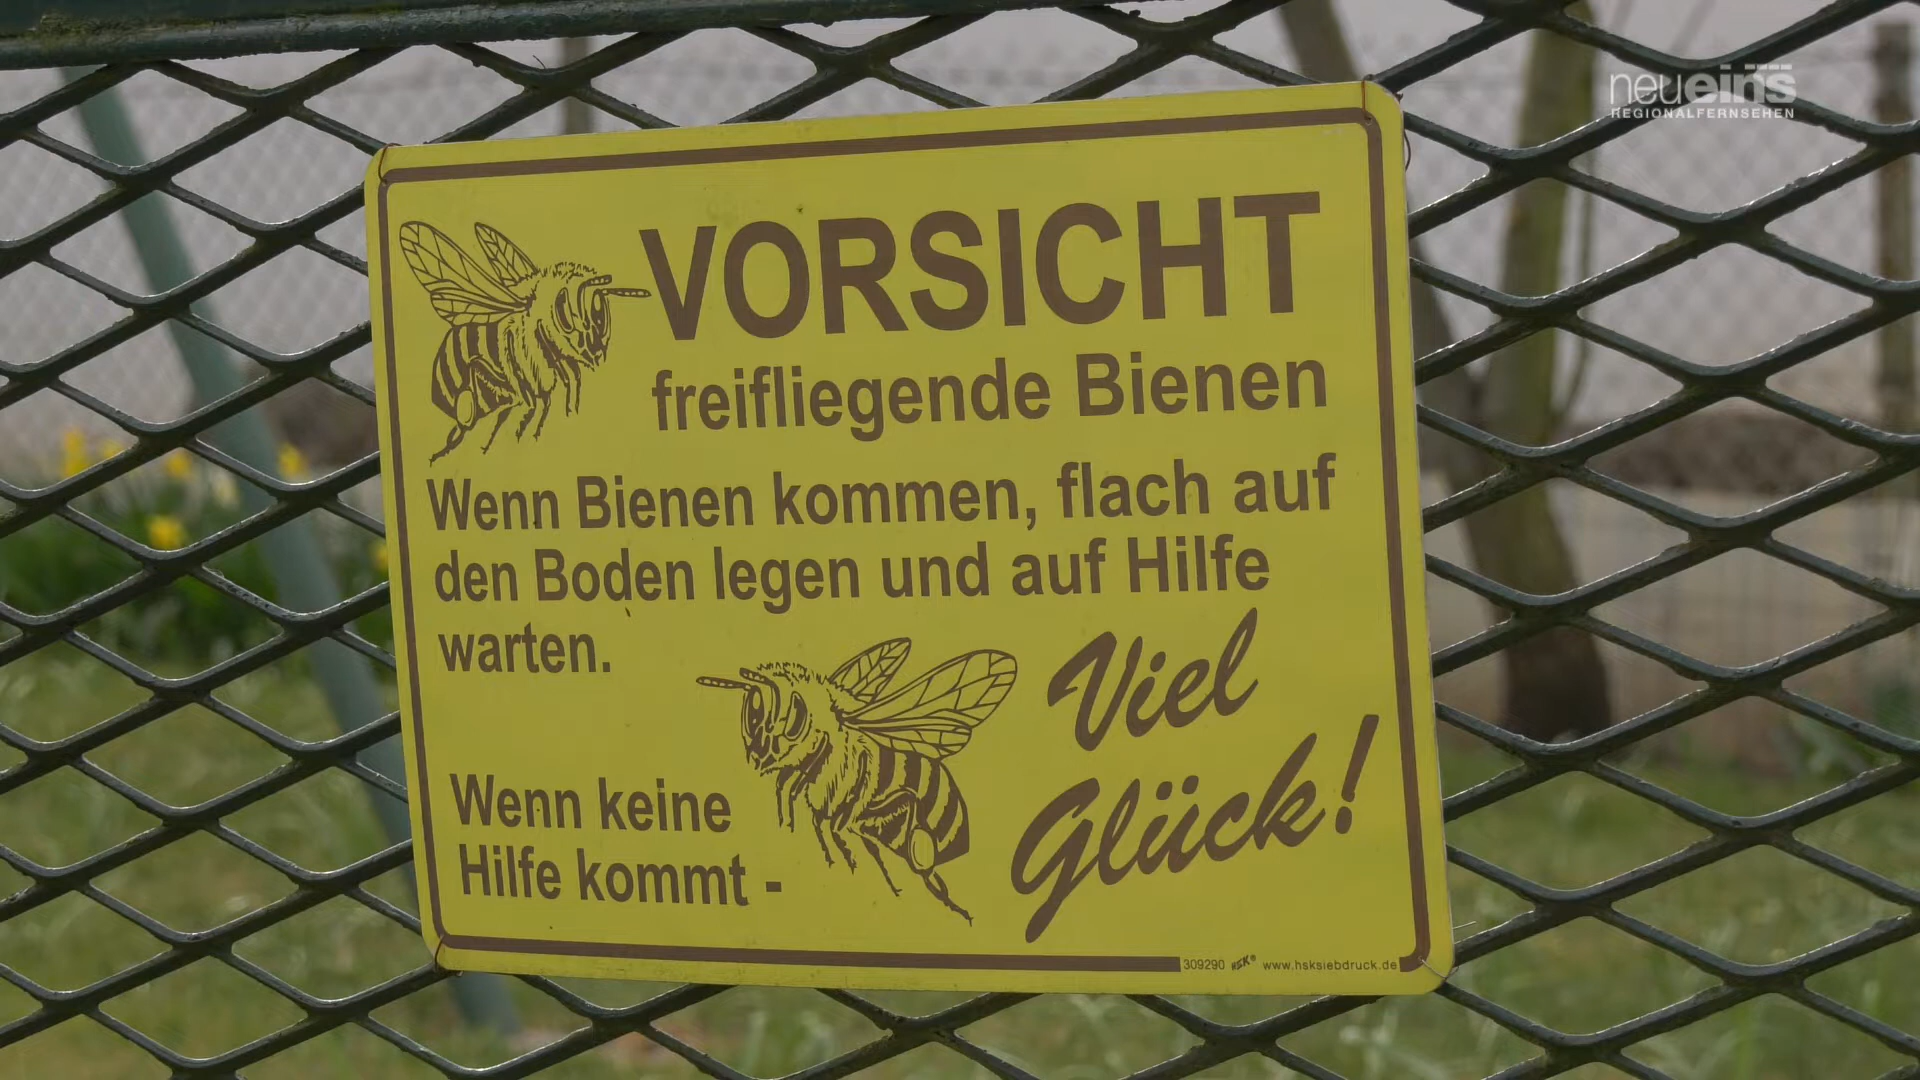 neueins
REGIONALFERNSEHEN
VORSICHT
freifliegende Bienen
Wenn Bienen kommen, flach auf
den Boden legen und auf Hilfe
warten.
Viel
Glück!
Wenn keine
Hilfe kommt -
309290 HSK® www.hsksiebdruck.de